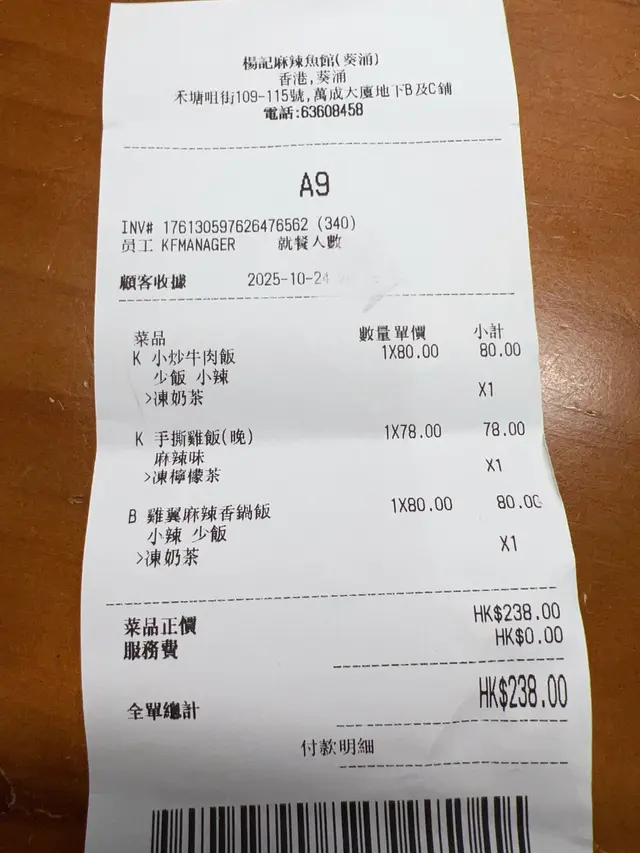 楊記麻辣魚館(葵涌)
香港,葵涌
禾塘咀街109-115號,萬成大廈地下B及C鋪
電話:63608458
A9
INV# 176130597626476562 (340)
員工 KFMANAGER 就餐人數
顧客收據 2025-10-24
菜品 數量單價 小計
K 小炒牛肉飯 1X80.00 80.00
少飯 小辣
>凍奶茶 X1
K 手撕雞飯(晚) 1X78.00 78.00
麻辣味
>凍檸檬茶 X1
B 雞翼麻辣香鍋飯 1X80.00 80.00
小辣 少飯
>凍奶茶 X1
菜品正價 HK$238.00
服務費 HK$0.00
全單總計 HK$238.00
付款明細